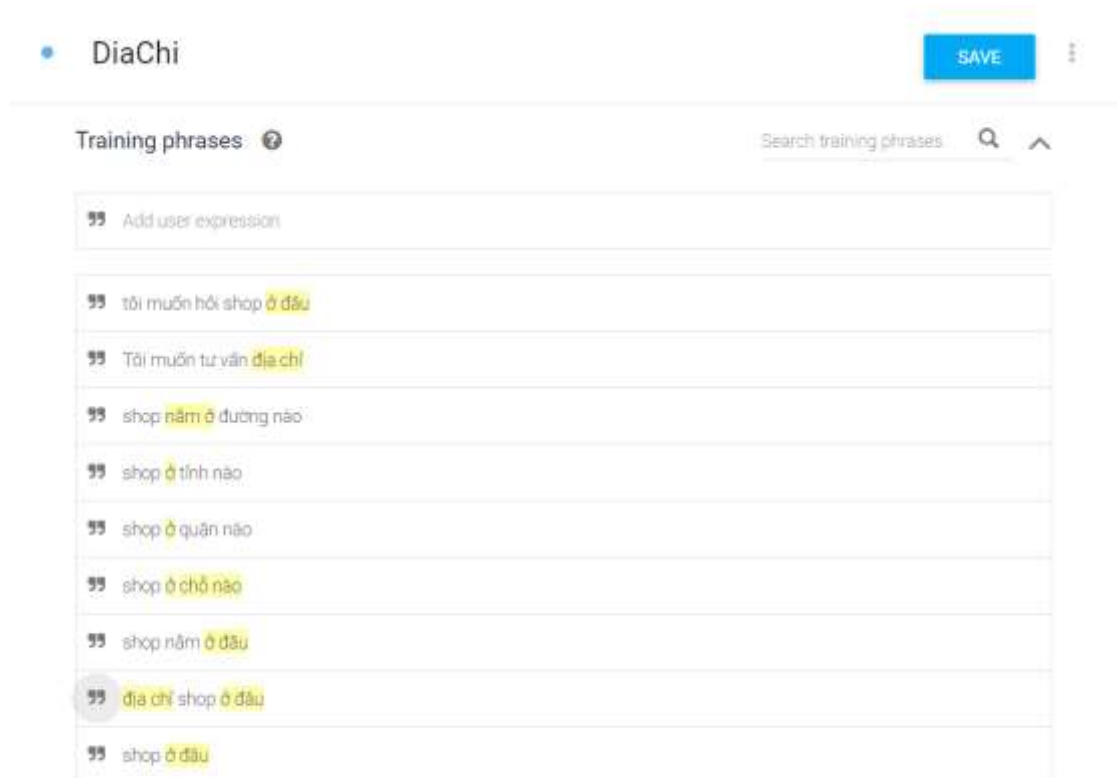 DiaChi
SAVE
Training phrases
Search training phrases
Add user expression
tôi muốn hỏi shop ở đâu
Tôi muốn tư vấn địa chỉ
shop nằm ở đường nào
shop ở tỉnh nào
shop ở quận nào
shop ở chỗ nào
shop nằm ở đâu
địa chỉ shop ở đâu
shop ở đâu